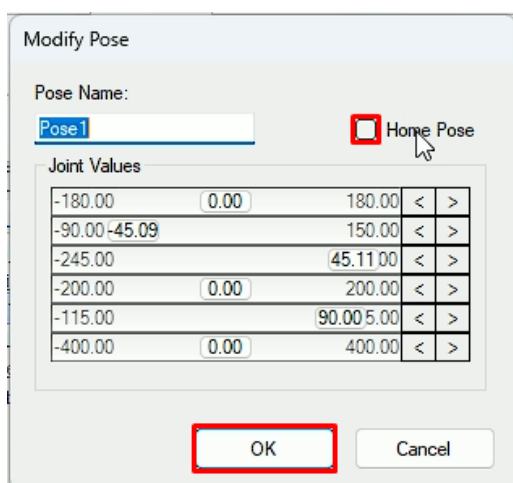 Modify Pose
Pose Name:
Pose1
Home Pose
Joint Values
-180.00 0.00 180.00 < >
-90.00 -45.09 150.00 < >
-245.00 45.11 00 < >
-200.00 0.00 200.00 < >
-115.00 90.00 5.00 < >
-400.00 0.00 400.00 < >
OK Cancel